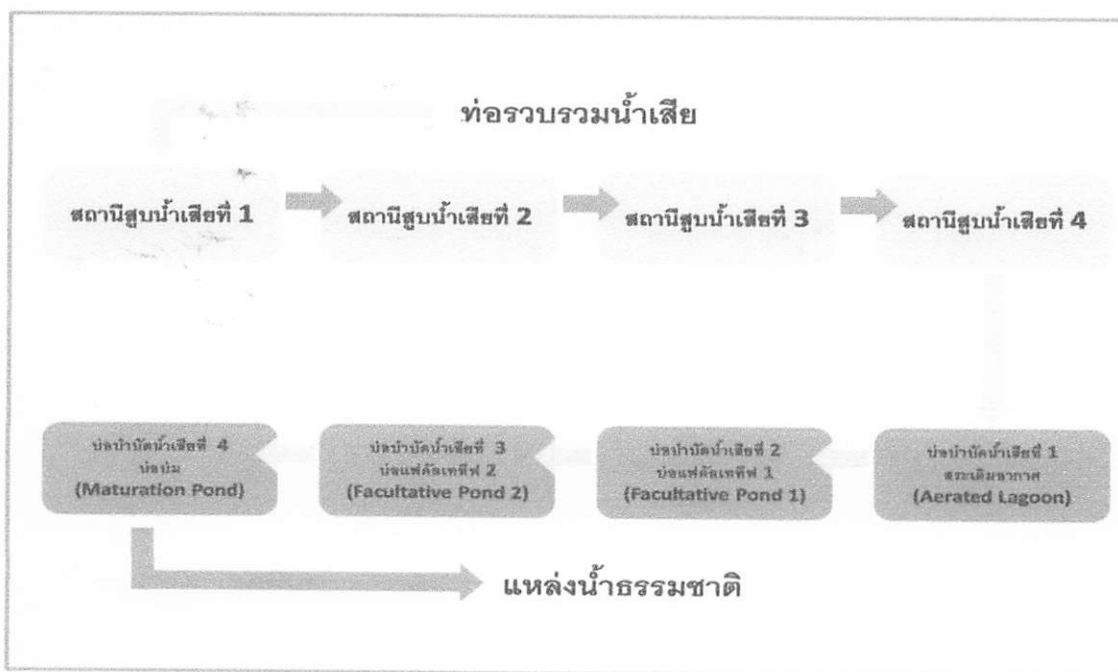 ท่อรวบรวมน้ำเสีย
สถานีสูบน้ำเสียที่ 1
สถานีสูบน้ำเสียที่ 2
สถานีสูบน้ำเสียที่ 3
สถานีสูบน้ำเสียที่ 4
บ่อบำบัดน้ำเสียที่ 4
บ่อบ่ม
(Maturation Pond)
บ่อบำบัดน้ำเสียที่ 3
บ่อแฟคัลเททีฟ 2
(Facultative Pond 2)
บ่อบำบัดน้ำเสียที่ 2
บ่อแฟคัลเททีฟ 1
(Facultative Pond 1)
บ่อบำบัดน้ำเสียที่ 1
สระเติมอากาศ
(Aerated Lagoon)
แหล่งน้ำธรรมชาติ